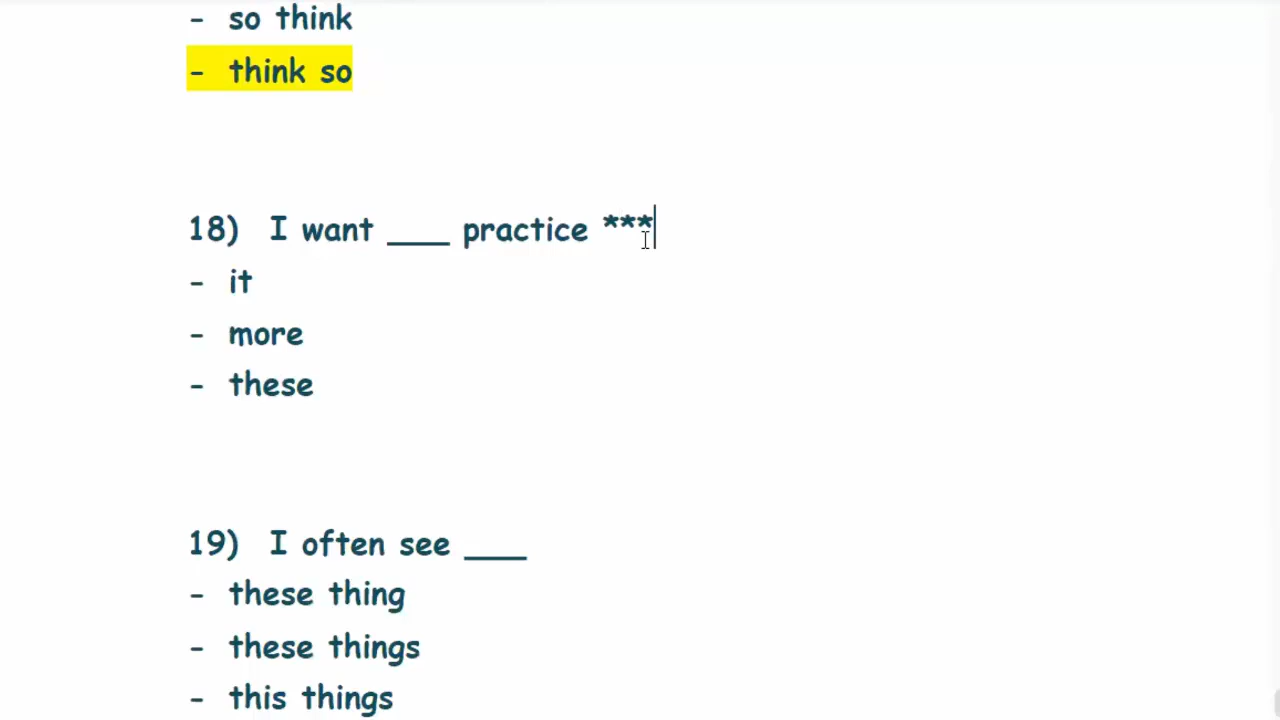 - so think
- think so
18) I want ___ practice ***
- it
- more
- these
19) I often see ___
- these thing
- these things
- this things